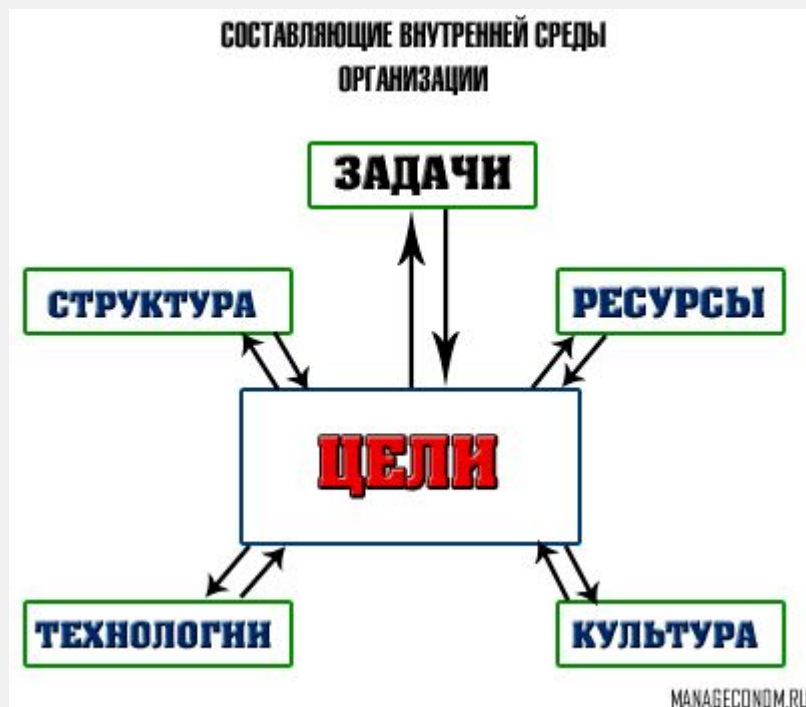 СОСТАВЛЯЮЩИЕ ВНУТРЕННЕЙ СРЕДЫ
ОРГАНИЗАЦИИ
ЗАДАЧИ
СТРУКТУРА
РЕСУРСЫ
ЦЕЛИ
ТЕХНОЛОГИИ
КУЛЬТУРА
MANAGECONOM.RU